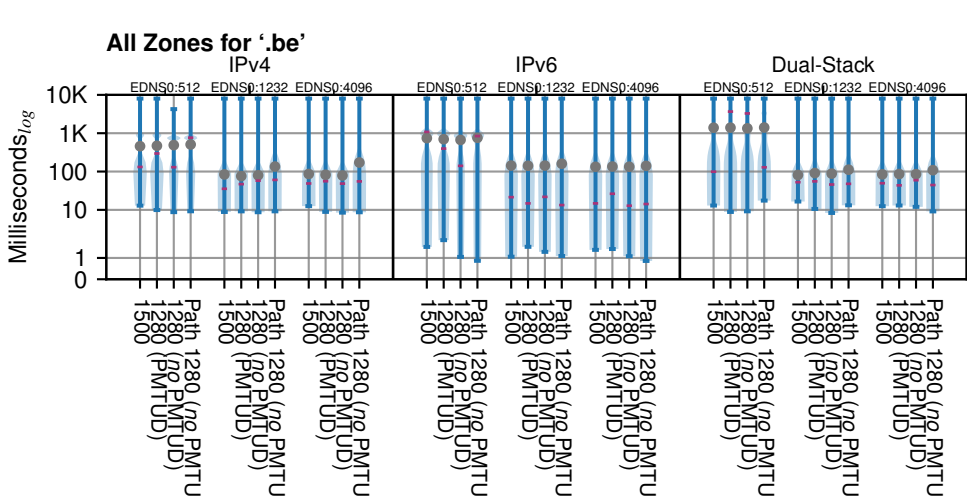 All Zones for ‘.be’
IPv4
IPv6
Dual-Stack
EDNS0:512
EDNS0:1232
EDNS0:4096
EDNS0:512
EDNS0:1232
EDNS0:4096
EDNS0:512
EDNS0:1232
EDNS0:4096
Milliseconds_log
10K
1K
100
10
1
0
1500
1280 (PMTUD)
1280 (no PMTUD)
Path 1280 (no PMTU
1500
1280 (PMTUD)
1280 (no PMTUD)
Path 1280 (no PMTU
1500
1280 (PMTUD)
1280 (no PMTUD)
Path 1280 (no PMTU
1500
1280 (PMTUD)
1280 (no PMTUD)
Path 1280 (no PMTU
1500
1280 (PMTUD)
1280 (no PMTUD)
Path 1280 (no PMTU
1500
1280 (PMTUD)
1280 (no PMTUD)
Path 1280 (no PMTU
1500
1280 (PMTUD)
1280 (no PMTUD)
Path 1280 (no PMTU
1500
1280 (PMTUD)
1280 (no PMTUD)
Path 1280 (no PMTU
1500
1280 (PMTUD)
1280 (no PMTUD)
Path 1280 (no PMTU